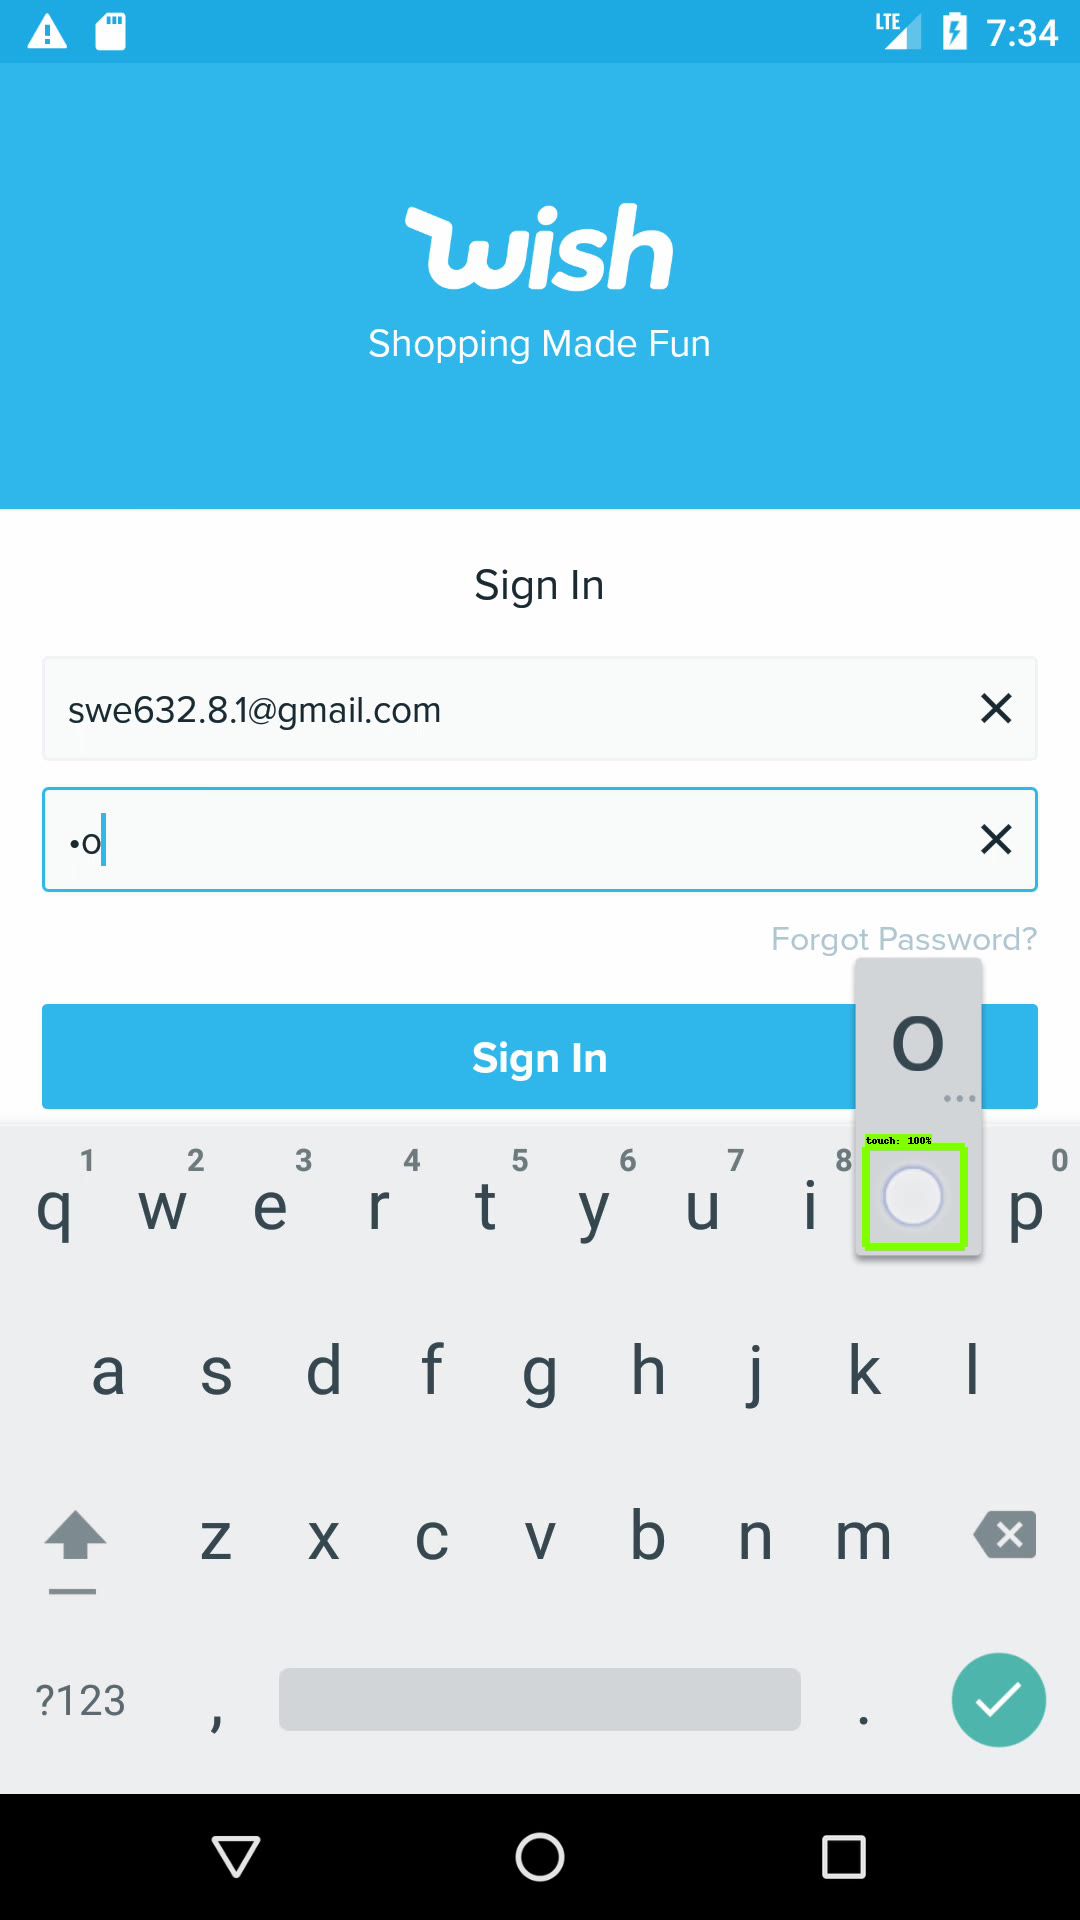 LTE 7:34
wish
Shopping Made Fun
Sign In
swe632.8.1@gmail.com
•o
Forgot Password?
Sign In
o
...
touch: 100%
1 2 3 4 5 6 7 8 0
q w e r t y u i p
a s d f g h j k l
z x c v b n m
?123 , .